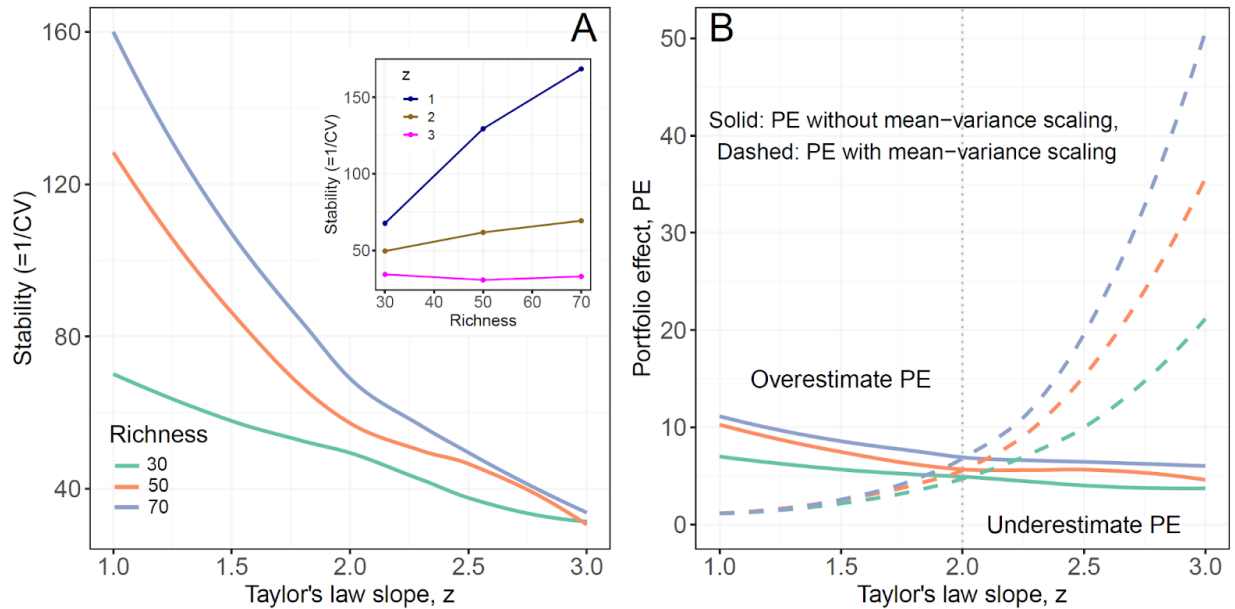 A
160
120
80
40
1.0
1.5
2.0
2.5
3.0
Stability (=1/CV)
Taylor's law slope, z
Richness
30
50
70
z
1
2
3
150
100
50
30
40
50
60
70
Stability (=1/CV)
Richness
B
50
40
30
20
10
0
1.0
1.5
2.0
2.5
3.0
Portfolio effect, PE
Taylor's law slope, z
Solid: PE without mean−variance scaling,
Dashed: PE with mean−variance scaling
Overestimate PE
Underestimate PE